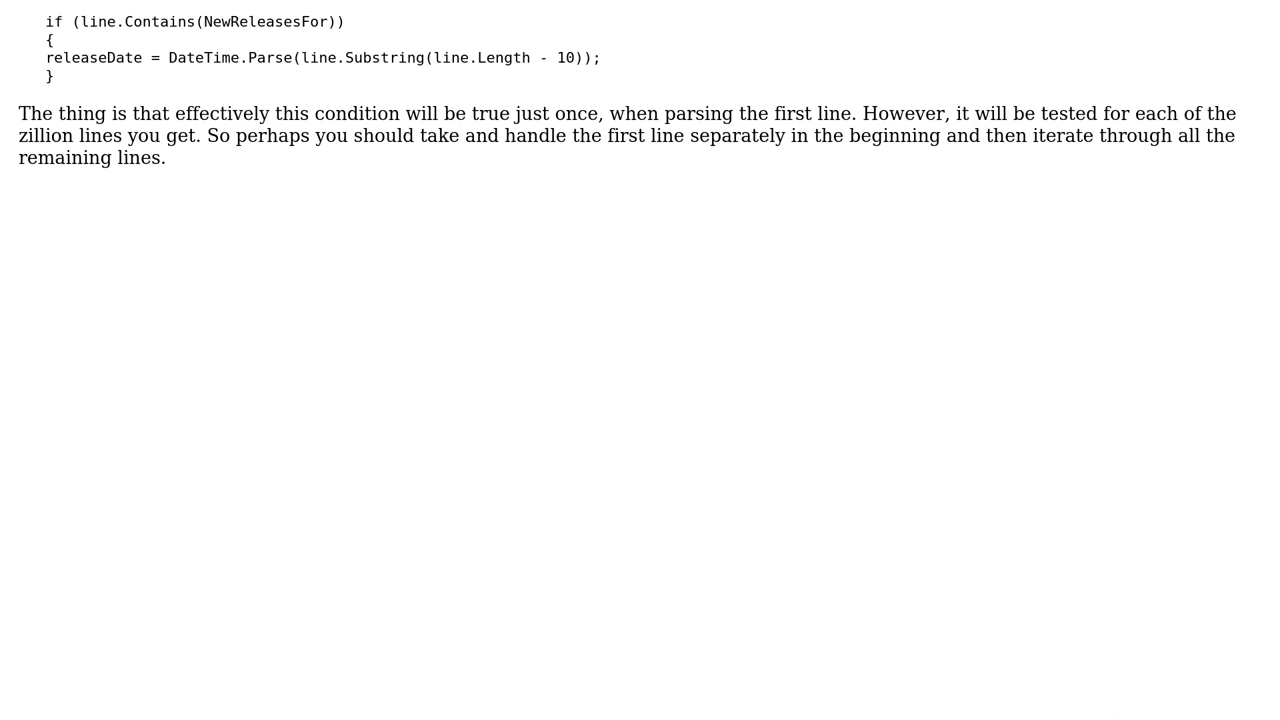 if (line.Contains(NewReleasesFor))
{
releaseDate = DateTime.Parse(line.Substring(line.Length - 10));
}
The thing is that effectively this condition will be true just once, when parsing the first line. However, it will be tested for each of the
zillion lines you get. So perhaps you should take and handle the first line separately in the beginning and then iterate through all the
remaining lines.